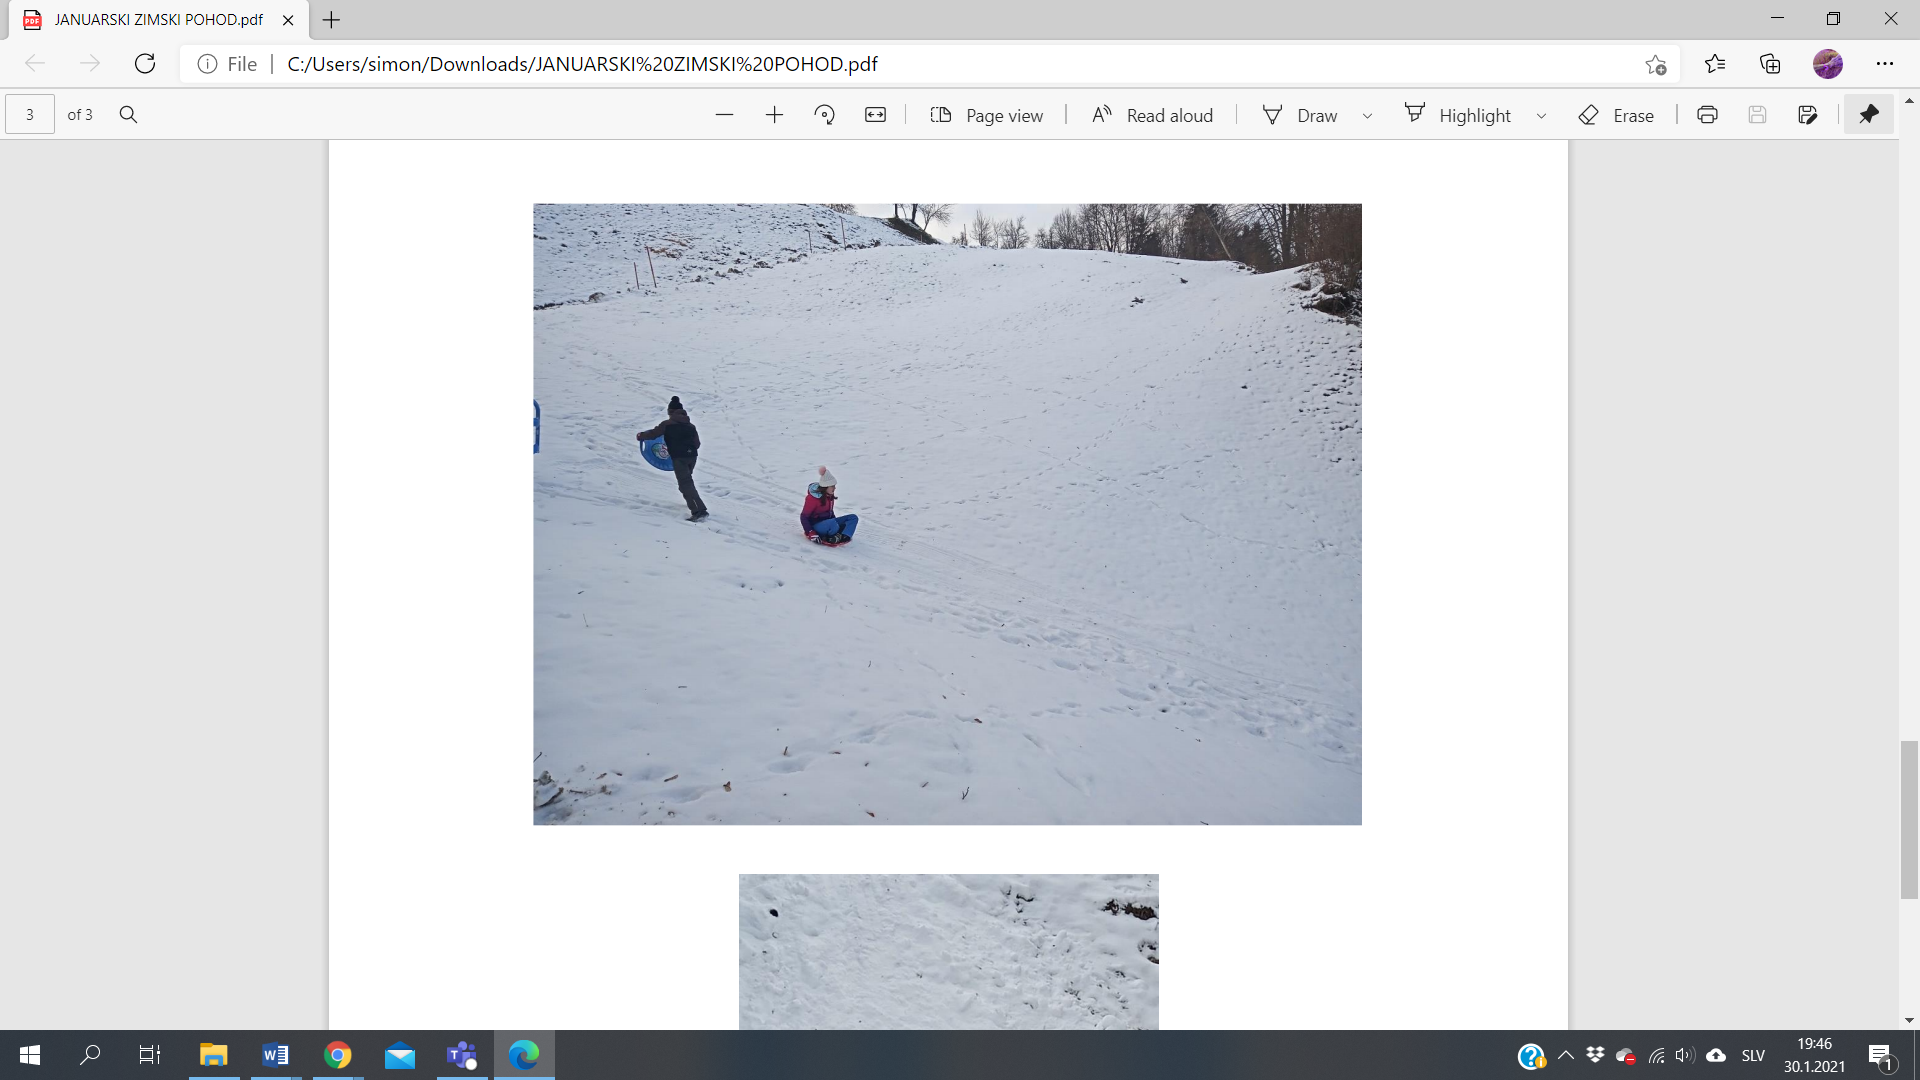 JANUARSKI ZIMSKI POHOD.pdf
File
C:/Users/simon/Downloads/JANUARSKI%20ZIMSKI%20POHOD.pdf
3 of 3
Page view
Read aloud
Draw
Highlight
Erase
SLV
19:46
30.1.2021
1